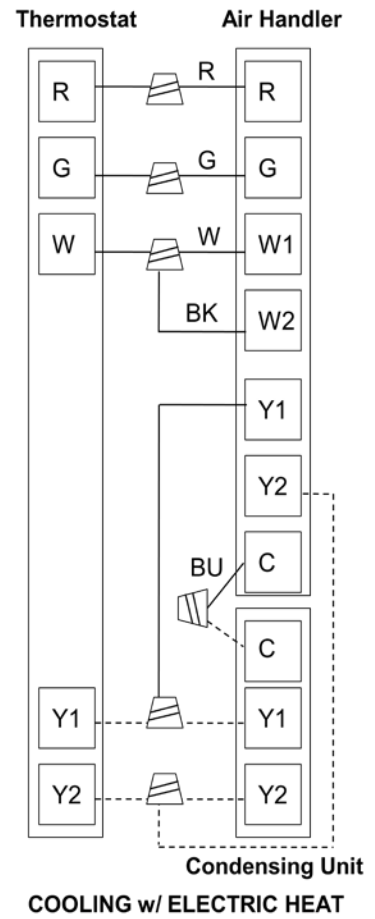 Thermostat Air Handler
R R R
G G G
W W W1
BK W2
Y1
Y2
BU C
C
Y1 Y1
Y2 Y2
Condensing Unit
COOLING w/ ELECTRIC HEAT